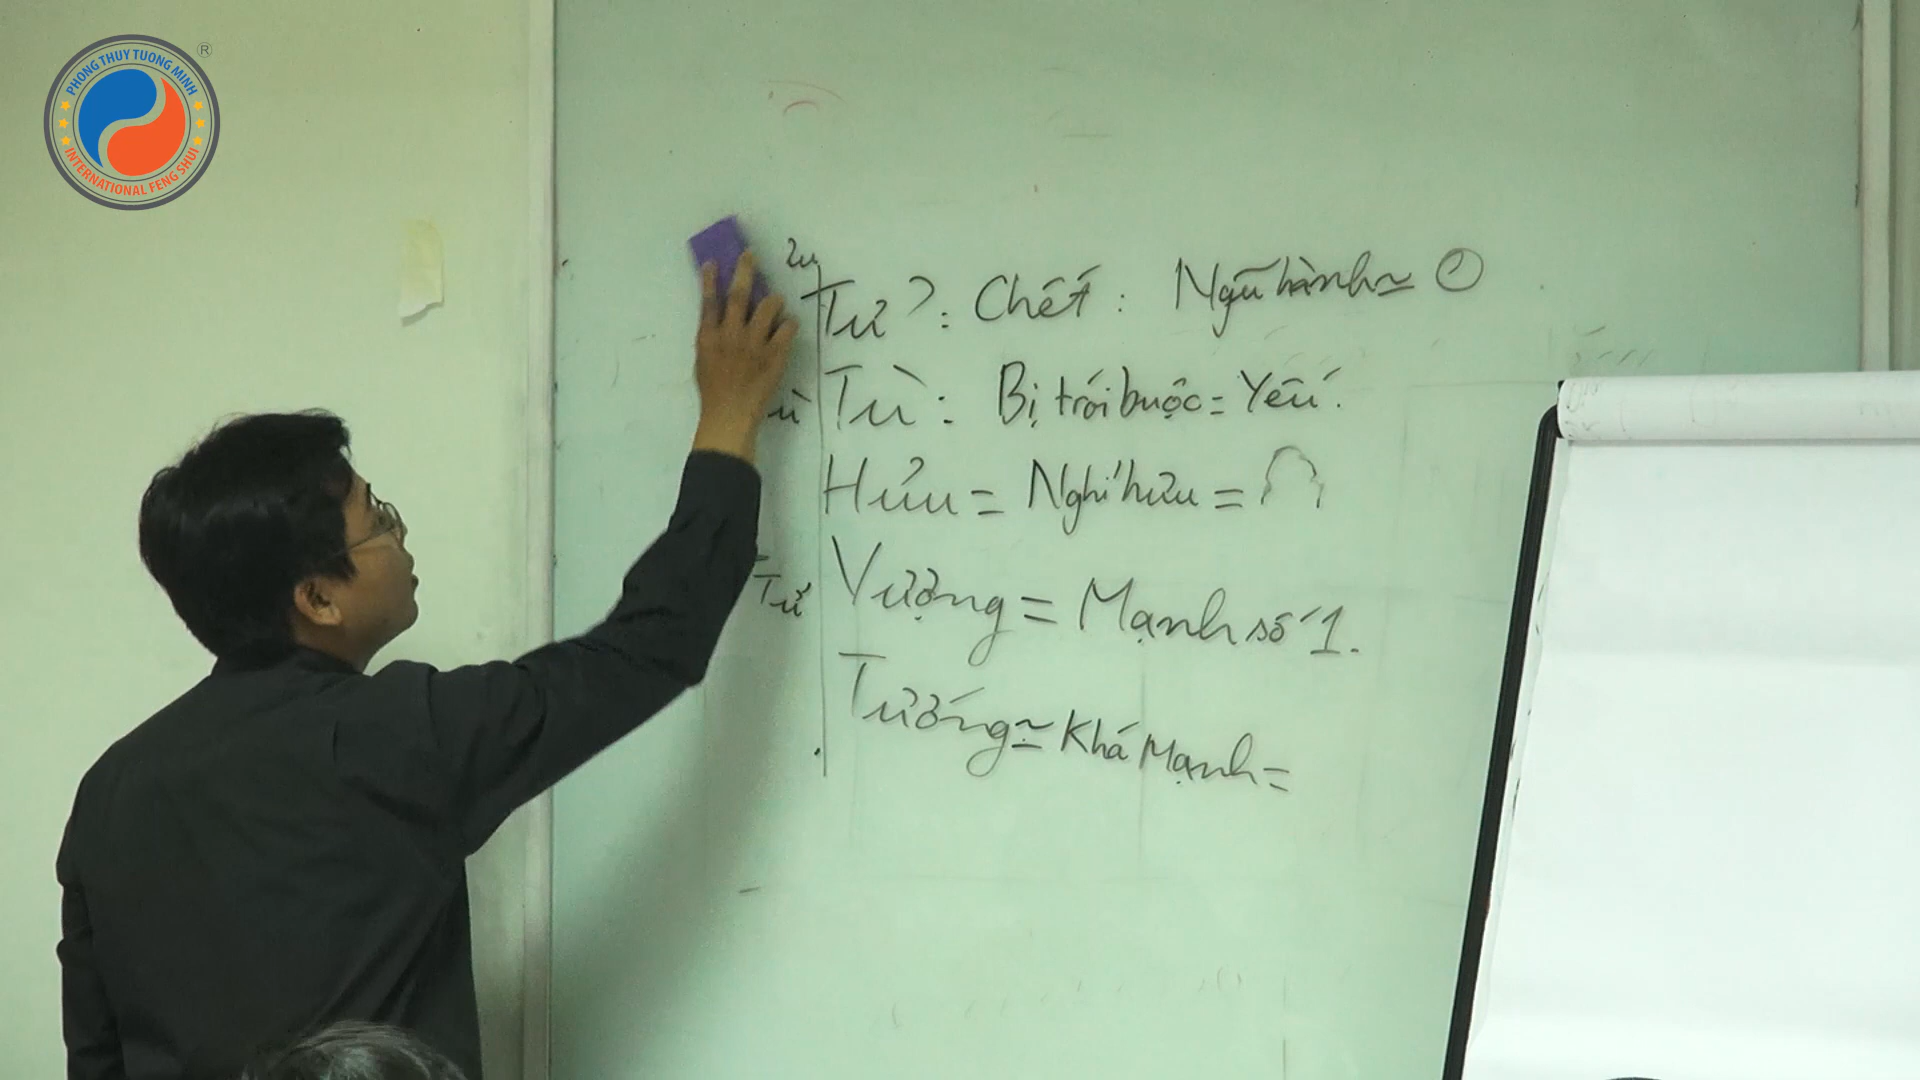 PHONG THUY TUONG MINH
INTERNATIONAL FENG SHUI
®
Tử : Chết : Ngũ hành ≃ 0
Tù : Bị trói buộc = Yếu .
Hưu = Nghỉ hưu =
Vượng = Mạnh số 1.
Tướng ≃ Khá Mạnh =
Tử